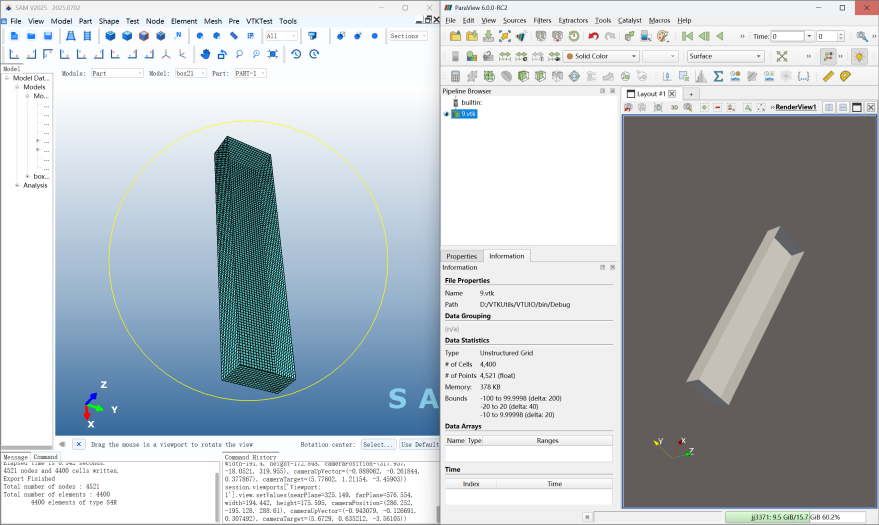 SAM V2025 2025.0702
File Model Part Shape Test Node Element Mesh Pre VTKTest Tools
All
Sections
Model
Module: Part Model: box21 Part: PART-1
Model Dat...
Models
Mo...
box...
Analysis
Z
Y
X
S A
Drag the mouse in a viewport to rotate the view
Rotation center: Select... Use Default
Message Command
Elapsed time is 0.542 seconds.
4521 nodes and 4400 cells written.
Export Finished
Total number of nodes : 4521
Total number of elements : 4400
4400 elements of type S4R
Command History
-18.0521, 319.955), cameraUpVector=(-0.888062, -0.261844,
0.377867), cameraTarget=(5.77602, 1.21154, -3.45903))
session.viewports['Viewport:
1'].view.setValues(nearPlane=325.149, farPlane=576.554,
width=194.442, height=175.595, cameraPosition=(286.252,
-195.128, 288.61), cameraUpVector=(-0.943079, -0.126691,
0.307492), cameraTarget=(5.6729, 0.635212, -3.56105))
ParaView 6.0.0-RC2
File Edit View Sources Filters Extractors Tools Catalyst Macros Help
Time: 0 0
Solid Color
Surface
Pipeline Browser
builtin:
9.vtk
Properties Information
Information
File Properties
Name 9.vtk
Path D:/VTKUtils/VTUIO/bin/Debug
Data Grouping
(n/a)
Data Statistics
Type Unstructured Grid
# of Cells 4,400
# of Points 4,521 (float)
Memory: 378 KB
Bounds -100 to 99.9998 (delta: 200)
-20 to 20 (delta: 40)
-10 to 9.99998 (delta: 20)
Data Arrays
Name Type Ranges
Time
Index Time
Layout #1
3D
RenderView1
Y
X
Z
jj3371: 9.5 GiB/15.7 GiB 60.2%